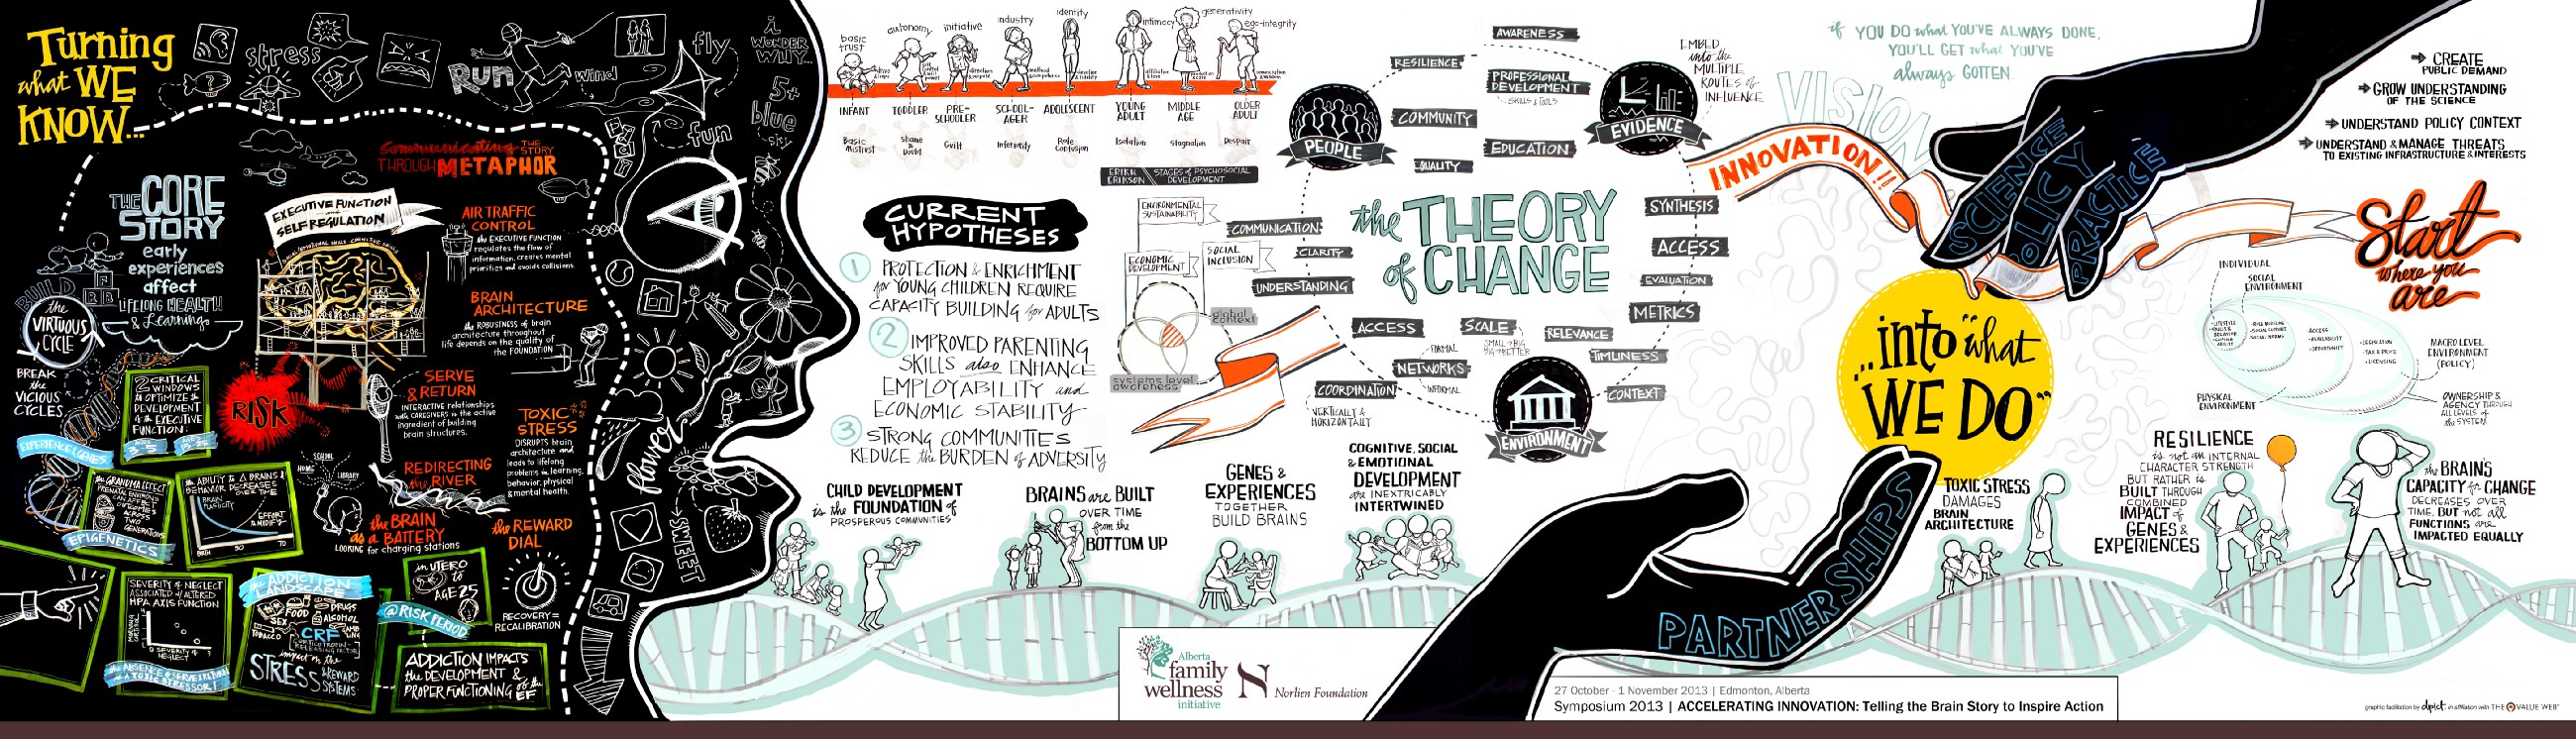 Turning
what WE
KNOW...
stress
Run
wind
fly
fun
i
WONDER
WHY...
5+
blue
sky
Communicating THE STORY
THROUGH METAPHOR
THE CORE
STORY
early
experiences
affect
LIFELONG HEALTH
& Learning
BUILD
the
VIRTUOUS
CYCLE
BREAK
the
VICIOUS
CYCLES
EXECUTIVE FUNCTION
and
SELF REGULATION
AIR TRAFFIC
CONTROL
the EXECUTIVE FUNCTION
regulates the flow of
information, creates mental
priorities and avoids collisions.
BRAIN
ARCHITECTURE
the ROBUSTNESS of brain
architecture throughout
life depends on the quality of
the FOUNDATION
SERVE
& RETURN
INTERACTIVE relationships
with CAREGIVERS is the active
ingredient of building
brain structures.
TOXIC
STRESS
DISRUPTS brain
architecture and
leads to lifelong
problems in learning,
behavior, physical
& mental health.
RISK
2 CRITICAL
WINDOWS
to OPTIMIZE the
DEVELOPMENT
of the EXECUTIVE
FUNCTION:
AGES
3-5
EXPERIENCE GENES
the GRANDMA EFFECT
PRENATAL ENVIRONS
CAN AFFECT
OUTCOMES
ACROSS
TWO
GENERATIONS
EPIGENETICS
the ABILITY to Δ BRAINS &
BEHAVIOR DECREASES
OVER TIME
BRAIN
PLASTICITY
EFFORT
BIRTH
30
70
SCHOOL
HOME
LIBRARY
REDIRECTING
the RIVER
the BRAIN
as a BATTERY
LOOKING for charging stations
the REWARD
DIAL
RECOVERY =
RECALIBRATION
SEVERITY of NEGLECT
ASSOCIATED w/ ALTERED
HPA AXIS FUNCTION
SEVERITY of
NEGLECT
the ABSENCE of SERVE & RETURN
is a TOXIC STRESSOR!
the ADDICTION
LANDSCAPE
FOOD
DRUGS
SEX
ALCOHOL
TOBACCO
CRF
CORTICOTROPIN-
RELEASING FACTOR
impact on the
STRESS & REWARD
SYSTEMS
in UTERO
to
AGE 25
@ RISK PERIOD
ADDICTION IMPACTS
the DEVELOPMENT &
PROPER FUNCTIONING of the
EF
flower
SWEET
basic
trust
autonomy
initiative
industry
identity
intimacy
generativity
ego-integrity
INFANT
TODDLER
PRE-
SCHOOLER
SCHOOL-
AGER
ADOLESCENT
YOUNG
ADULT
MIDDLE
AGE
OLDER
ADULT
Basic
Mistrust
Shame
& Doubt
Guilt
Inferiority
Role
Confusion
Isolation
Stagnation
Despair
ERIK
ERIKSON
STAGES of PSYCHOSOCIAL
DEVELOPMENT
CURRENT
HYPOTHESES
1 PROTECTION & ENRICHMENT
for YOUNG CHILDREN REQUIRE
CAPACITY BUILDING for ADULTS
2 IMPROVED PARENTING
SKILLS also ENHANCE
EMPLOYABILITY and
ECONOMIC STABILITY
3 STRONG COMMUNITIES
REDUCE the BURDEN of ADVERSITY
ENVIRONMENTAL
SUSTAINABILITY
ECONOMIC
DEVELOPMENT
SOCIAL
INCLUSION
global
context
systems level
awareness
PEOPLE
RESILIENCE
COMMUNITY
QUALITY
AWARENESS
PROFESSIONAL
DEVELOPMENT
SKILLS & TOOLS
EDUCATION
EVIDENCE
EMBED
into the
MULTIPLE
ROUTES of
INFLUENCE
the THEORY
of CHANGE
SYNTHESIS
ACCESS
EVALUATION
METRICS
COMMUNICATION
CLARITY
UNDERSTANDING
ACCESS
SCALE
SMALL→BIG
BIG→BETTER
RELEVANCE
TIMLINESS
CONTEXT
FORMAL
NETWORKS
INFORMAL
COORDINATION
VERTICALLY &
HORIZONTALLY
ENVIRONMENT
CHILD DEVELOPMENT
is the FOUNDATION of
PROSPEROUS COMMUNITIES
BRAINS are BUILT
OVER TIME
from the
BOTTOM UP
GENES &
EXPERIENCES
TOGETHER
BUILD BRAINS
COGNITIVE, SOCIAL
& EMOTIONAL
DEVELOPMENT
are INEXTRICABLY
INTERTWINED
if YOU DO what YOU'VE ALWAYS DONE,
YOU'LL GET what YOU'VE
always GOTTEN
VISION
INNOVATION!!
SCIENCE
POLICY
PRACTICE
CREATE
PUBLIC DEMAND
GROW UNDERSTANDING
OF THE SCIENCE
UNDERSTAND POLICY CONTEXT
UNDERSTAND & MANAGE THREATS
TO EXISTING INFRASTRUCTURE & INTERESTS
Start
where you
are
...into "what
WE DO"
PARTNERSHIPS
INDIVIDUAL
SOCIAL
ENVIRONMENT
PHYSICAL
ENVIRONMENT
MACRO LEVEL
ENVIRONMENT
(POLICY)
OWNERSHIP &
AGENCY THROUGH
ALL LEVELS of
the SYSTEM
TOXIC STRESS
DAMAGES
BRAIN
ARCHITECTURE
RESILIENCE
is not an INTERNAL
CHARACTER STRENGTH
BUT RATHER is
BUILT THROUGH
COMBINED
IMPACT of
GENES &
EXPERIENCES
the BRAIN'S
CAPACITY for CHANGE
DECREASES OVER
TIME, BUT not all
FUNCTIONS are
IMPACTED EQUALLY
Alberta
family
wellness
initiative
N
Norlien Foundation
27 October - 1 November 2013 | Edmonton, Alberta
Symposium 2013 | ACCELERATING INNOVATION: Telling the Brain Story to Inspire Action
graphic facilitation by dpict in affiliation with THE VALUE WEB